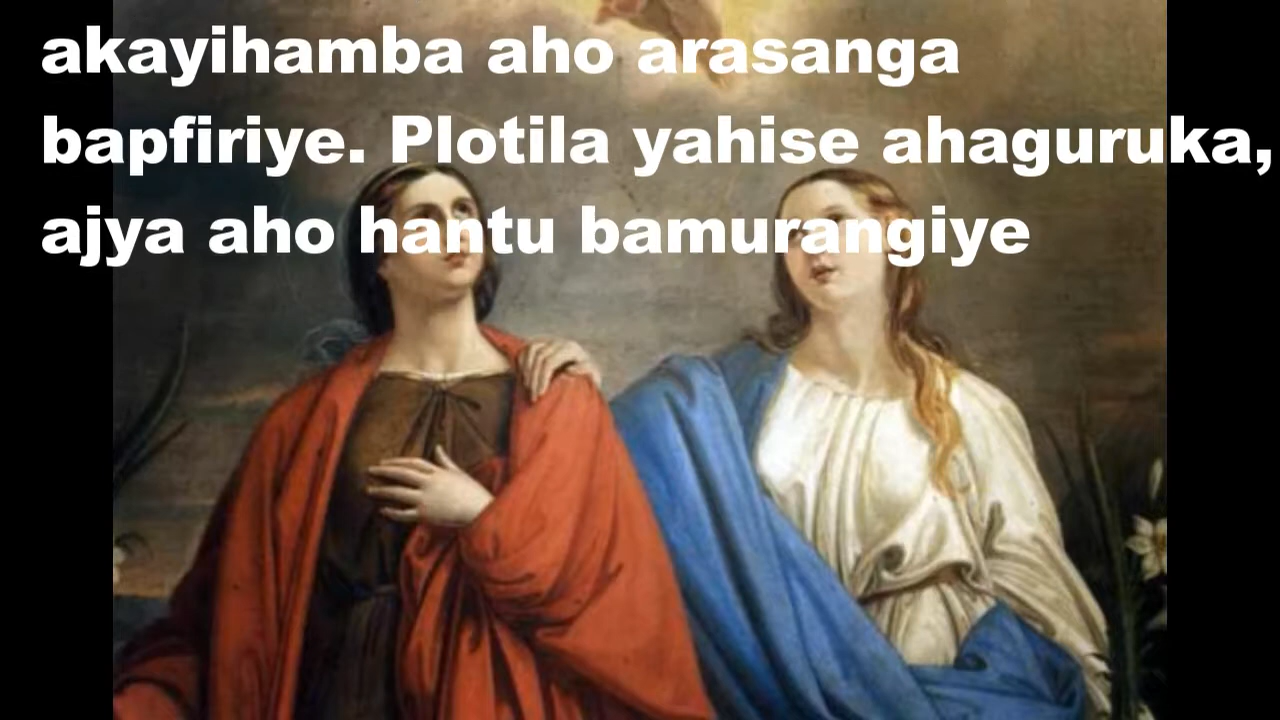 akayihamba aho arasanga
bapfiriye. Plotila yahise ahaguruka,
ajya aho hantu bamurangiye